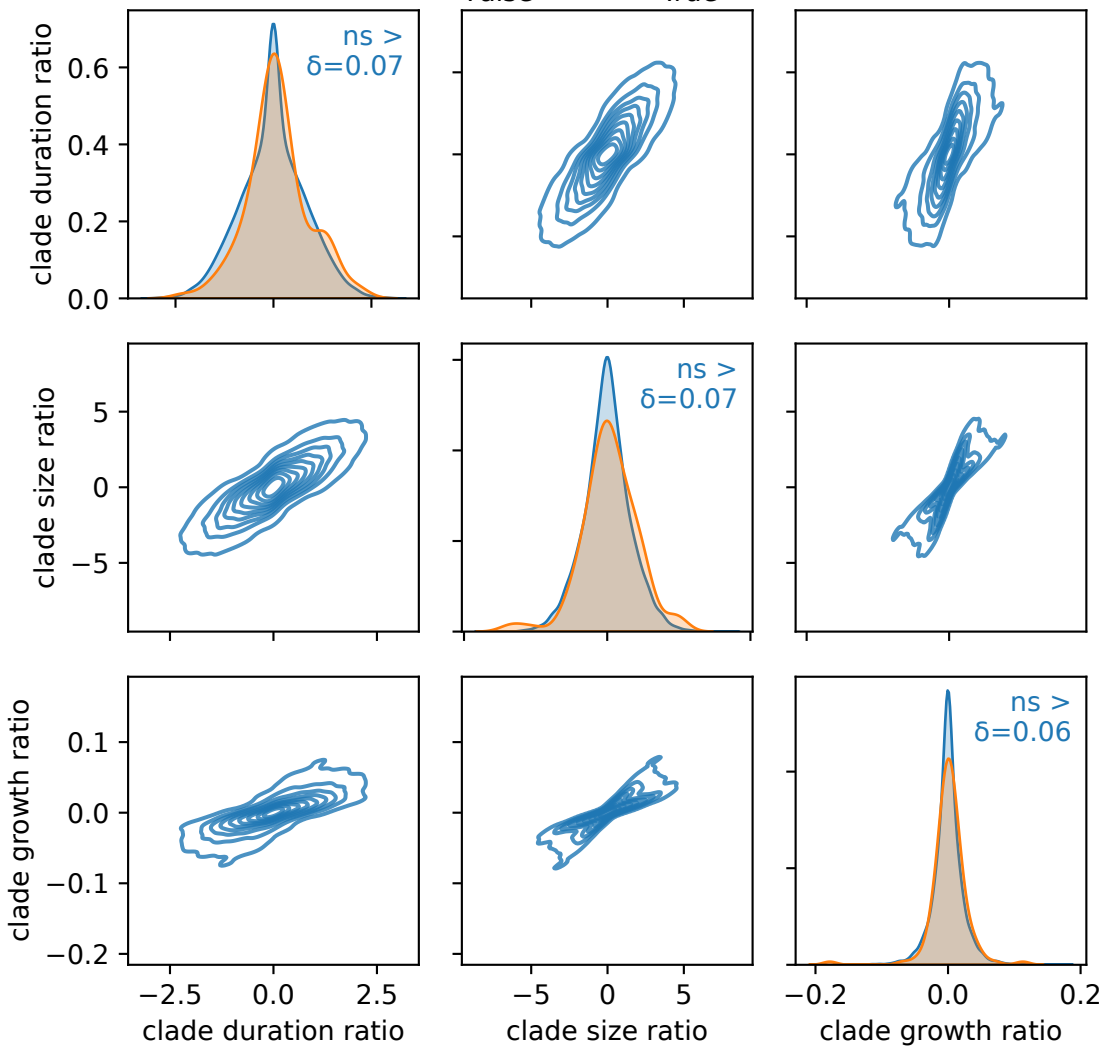 clade duration ratio
0.6
0.4
0.2
0.0
ns >
δ=0.07
clade size ratio
5
0
−5
ns >
δ=0.07
clade growth ratio
0.1
0.0
−0.1
−0.2
ns >
δ=0.06
−2.5 0.0 2.5
−5 0 5
−0.2 0.0 0.2
clade duration ratio
clade size ratio
clade growth ratio